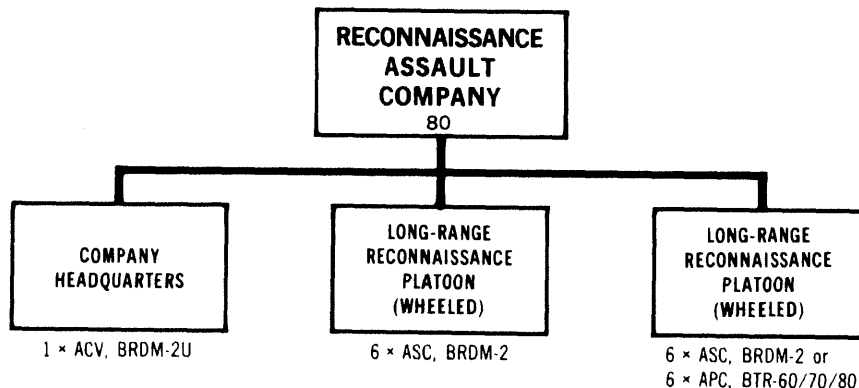 RECONNAISSANCE
ASSAULT
COMPANY
80
COMPANY
HEADQUARTERS
1 × ACV, BRDM-2U
LONG-RANGE
RECONNAISSANCE
PLATOON
(WHEELED)
6 × ASC, BRDM-2
LONG-RANGE
RECONNAISSANCE
PLATOON
(WHEELED)
6 × ASC, BRDM-2 or
6 × APC, BTR-60/70/80